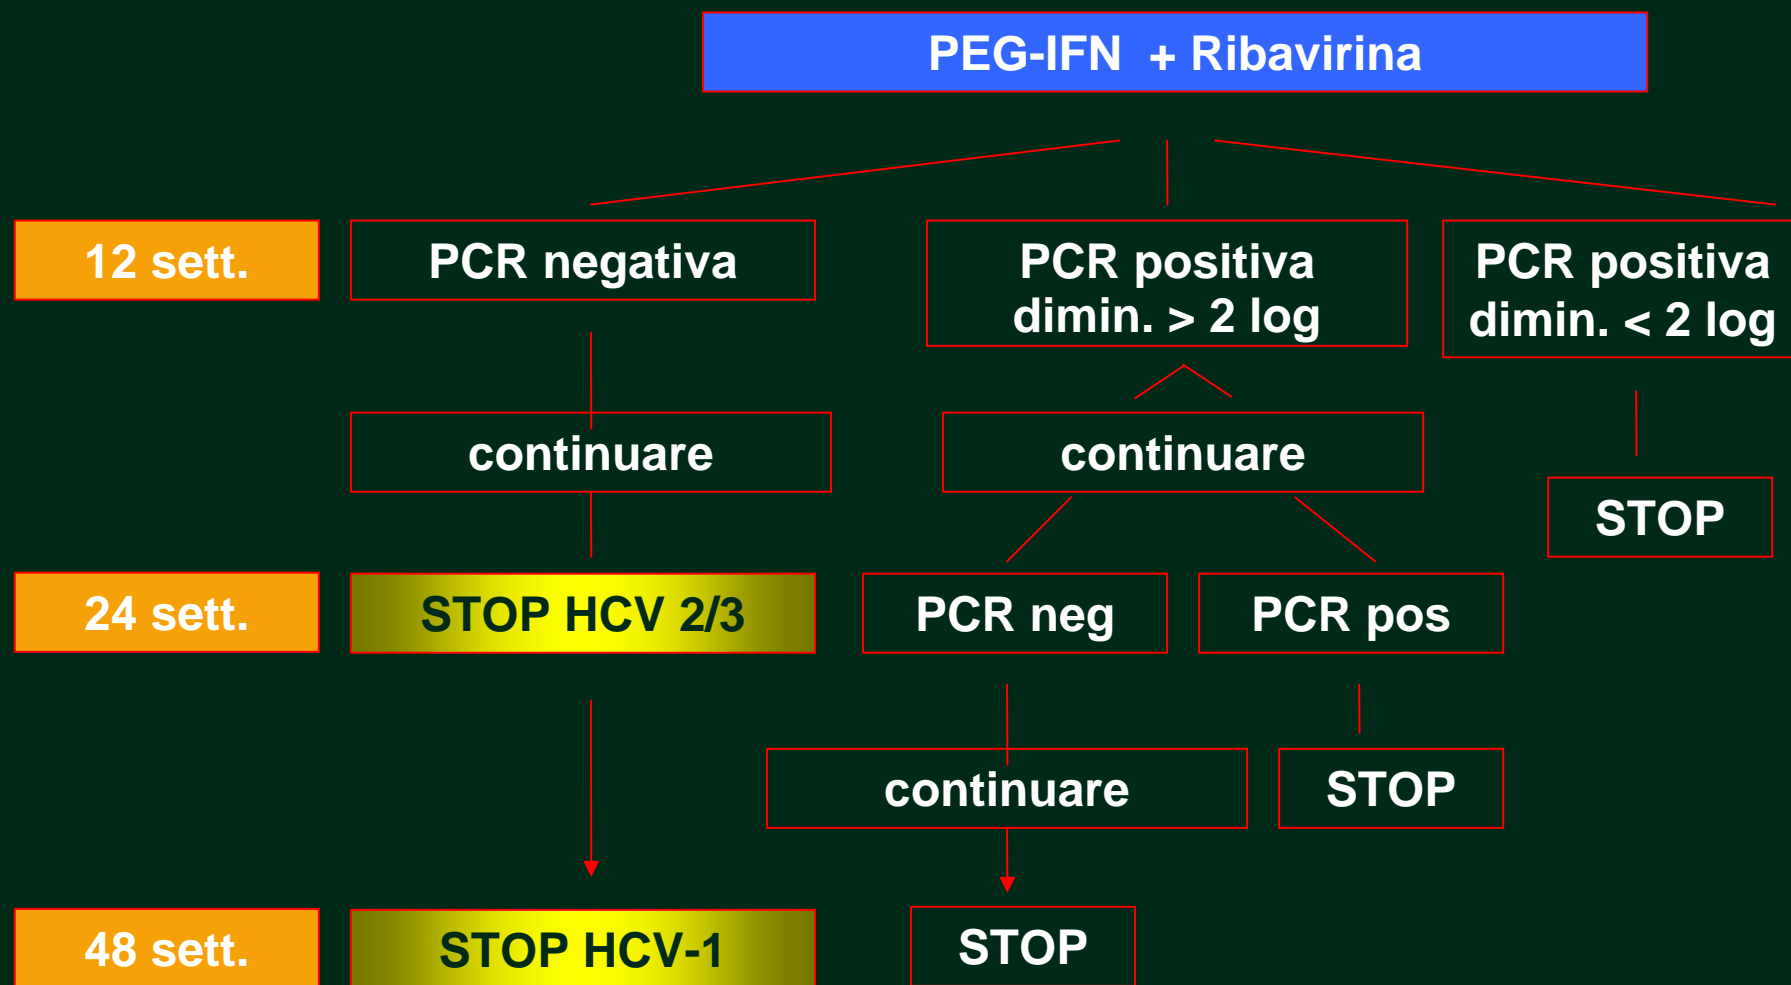 PEG-IFN + Ribavirina
12 sett.
PCR negativa
PCR positiva
dimin. > 2 log
PCR positiva
dimin. < 2 log
continuare
continuare
STOP
24 sett.
STOP HCV 2/3
PCR neg
PCR pos
continuare
STOP
48 sett.
STOP HCV-1
STOP